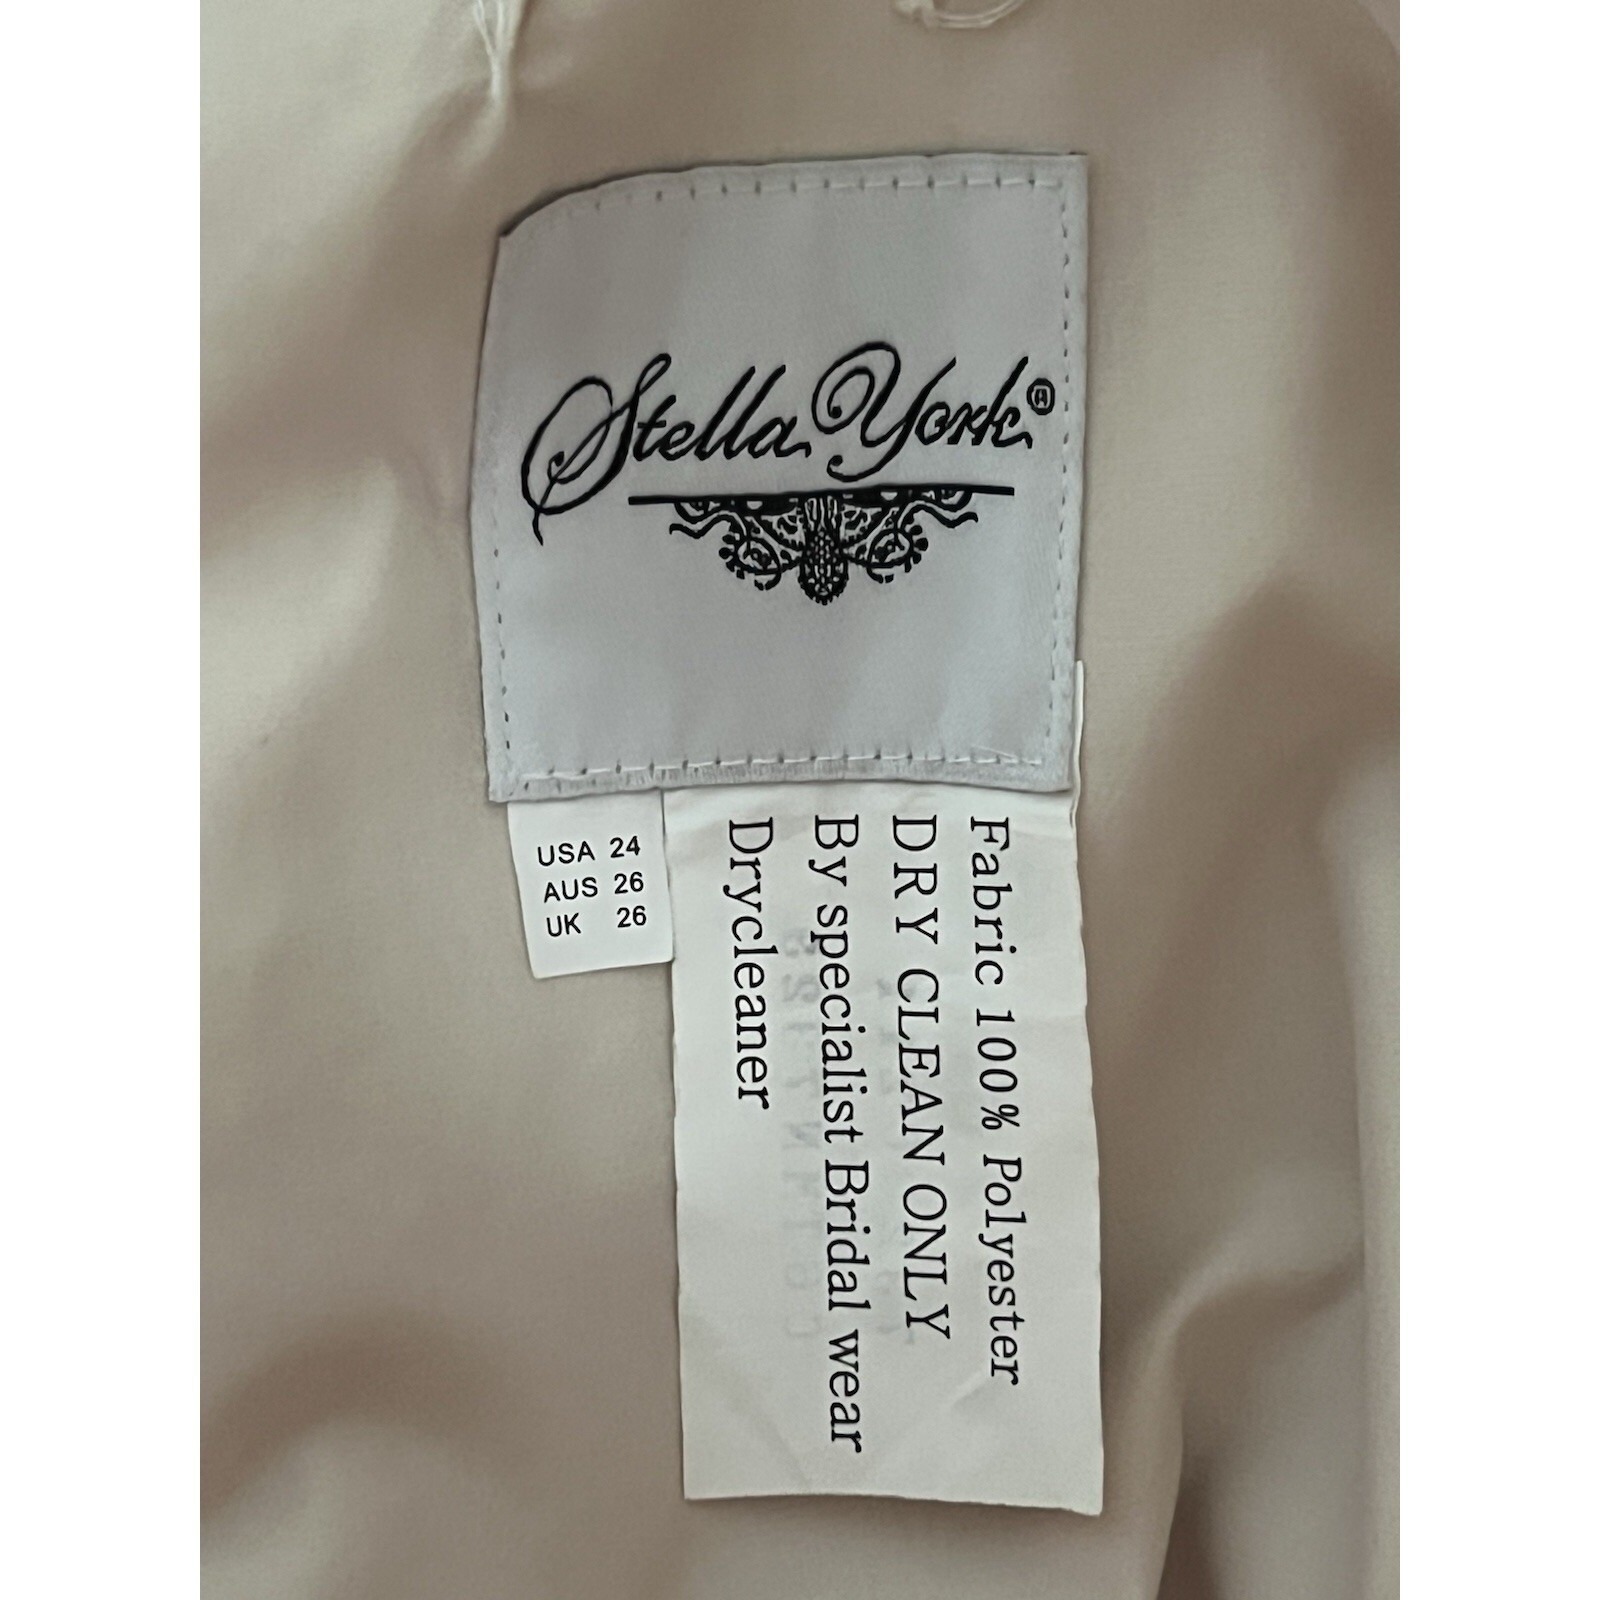 Stella York®
USA 24
AUS 26
UK 26
Fabric 100% Polyester
DRY CLEAN ONLY
By specialist Bridal wear
Drycleaner